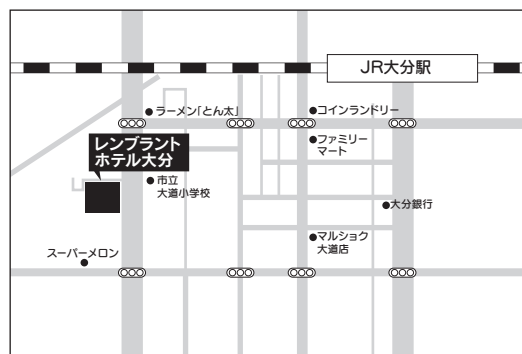 JR大分駅
ラーメン「とん太」
コインランドリー
レンブラント
ホテル大分
ファミリー
マート
市立
大道小学校
大分銀行
マルショク
大道店
スーパーメロン